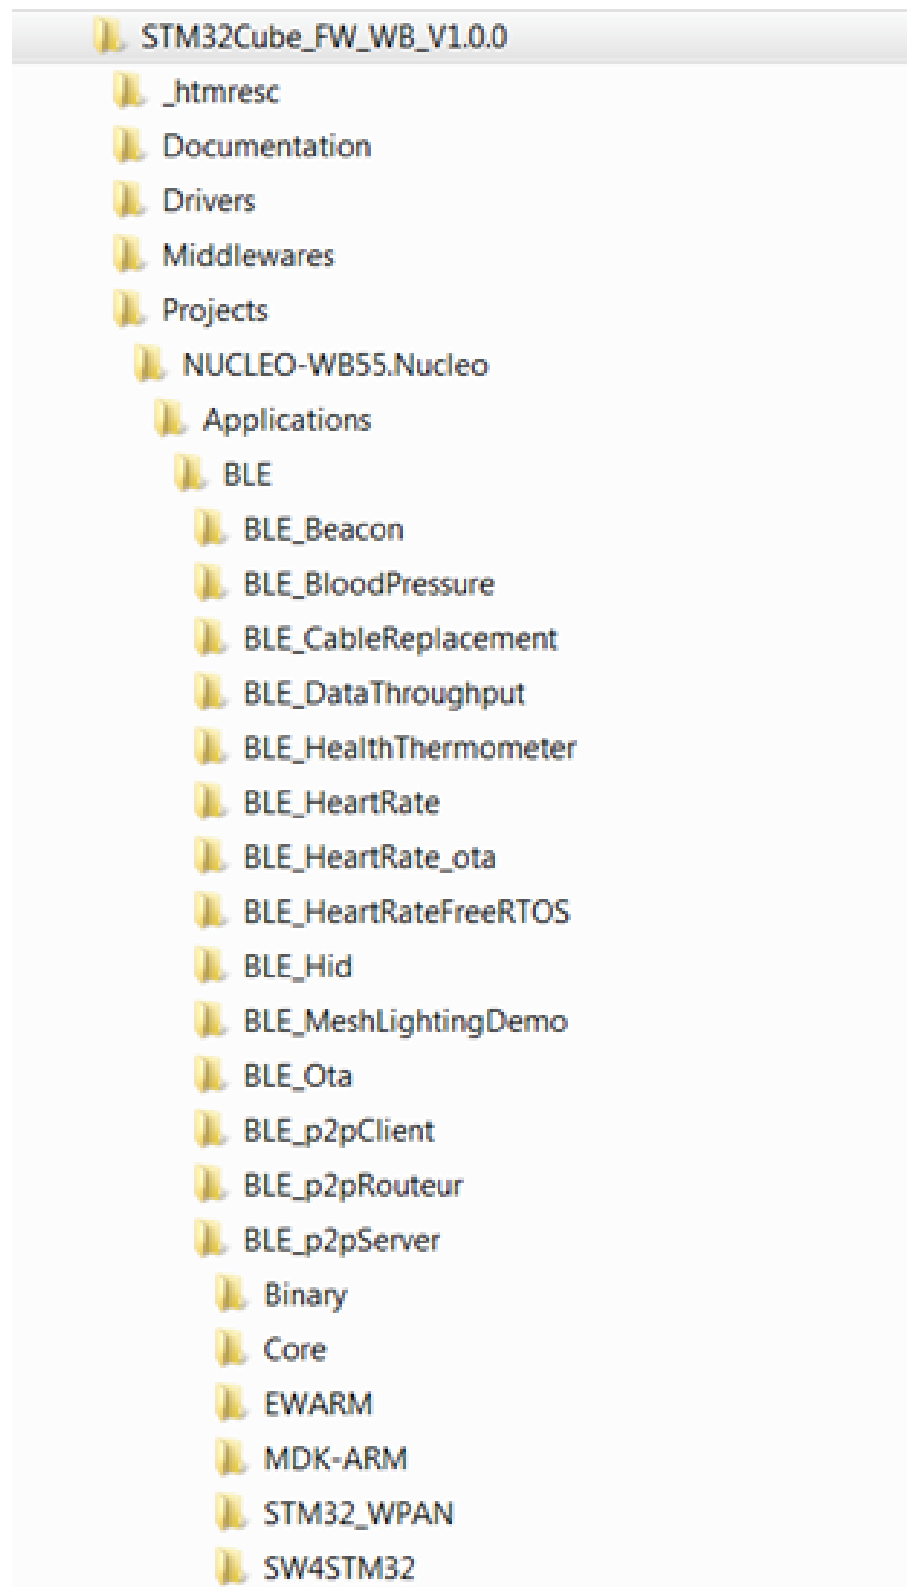 STM32Cube_FW_WB_V1.0.0
_htmresc
Documentation
Drivers
Middlewares
Projects
NUCLEO-WB55.Nucleo
Applications
BLE
BLE_Beacon
BLE_BloodPressure
BLE_CableReplacement
BLE_DataThroughput
BLE_HealthThermometer
BLE_HeartRate
BLE_HeartRate_ota
BLE_HeartRateFreeRTOS
BLE_Hid
BLE_MeshLightingDemo
BLE_Ota
BLE_p2pClient
BLE_p2pRouteur
BLE_p2pServer
Binary
Core
EWARM
MDK-ARM
STM32_WPAN
SW4STM32